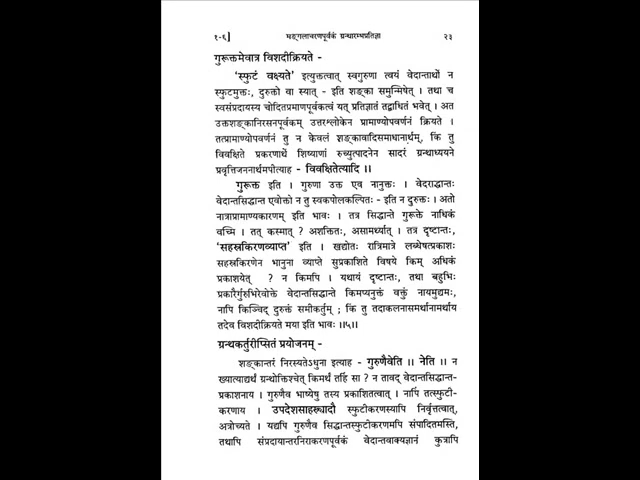 १-६]
मङ्गलाचरणपूर्वकं ग्रन्थारम्भप्रतिज्ञा
२३
गुरूक्तमेवात्र विशदीक्रियते -
'स्फुटं वक्ष्यते' इत्युक्तत्वात् स्वगुरुणा त्वयं वेदान्तार्थो न
स्फुटमुक्तः, दुरुक्तो वा स्यात् - इति शङ्का समुन्मिषेत् । तथा च
स्वसंप्रदायस्य चोदितप्रमाणपूर्वकत्वं यत् प्रतिज्ञातं तद्बाधितं भवेत् । अत
उक्तशङ्कानिरसनपूर्वकम् उत्तरश्लोकेन प्रामाण्योपवर्णनं क्रियते ।
तत्प्रामाण्योपवर्णनं तु न केवलं शङ्कावादिसमाधानार्थम्, किं तु
विवक्षिते प्रकरणार्थे शिष्याणां रुच्युत्पादनेन सादरं ग्रन्थाध्ययने
प्रवृत्तिजननार्थमपीत्याह - विवक्षितेत्यादि ।।
गुरूक्त इति । गुरुणा उक्त एव नानुक्तः । वेदराद्धान्तः
वेदान्तसिद्धान्त एवोक्तो न तु स्वकपोलकल्पितः - इति न दुरुक्तः । अतो
नात्राप्रामाण्यकारणम् इति भावः । तत्र सिद्धान्ते गुरूक्ते नाधिकं
वच्मि । तत् कस्मात् ? अशक्तितः, असामर्थ्यात् । तत्र दृष्टान्तः,
'सहस्रकिरणव्याप्त' इति । खद्योतः रात्रिमात्रे लब्धेषत्प्रकाशः
सहस्रकिरणेन भानुना व्याप्ते सुप्रकाशिते विषये किम् अधिकं
प्रकाशयेत् ? न किमपि । यथायं दृष्टान्तः, तथा बहुभिः
प्रकारैर्गुरुभिरेवोक्ते वेदान्तसिद्धान्ते किमप्यनुक्तं वक्तुं नायमुद्यमः,
नापि किञ्चिद् दुरुक्तं समीकर्तुम् ; किं तु तदाकलनासमर्थानामर्थाय
तदेव विशदीक्रियते मया इति भावः ।।५।।
ग्रन्थकर्तुरीप्सितं प्रयोजनम् -
शङ्कान्तरं निरस्यतेऽधुना इत्याह - गुरुणैवेति ।। नेति ।। न
ख्यात्याद्यर्थं ग्रन्थोक्तिश्चेत् किमर्थं तर्हि सा ? न तावद् वेदान्तसिद्धान्त-
प्रकाशनाय । गुरुणैव भाष्येषु तस्य प्रकाशितत्वात् । नापि तत्स्फुटी-
करणाय । उपदेशसाहस्र्यादौ स्फुटीकरणस्यापि निर्वृत्तत्वात्,
अत्रोच्यते । यद्यपि गुरुणैव सिद्धान्तस्फुटीकरणमपि संपादितमस्ति,
तथापि संप्रदायान्तरनिराकरणपूर्वकं वेदान्तवाक्यज्ञानं कुत्रापि